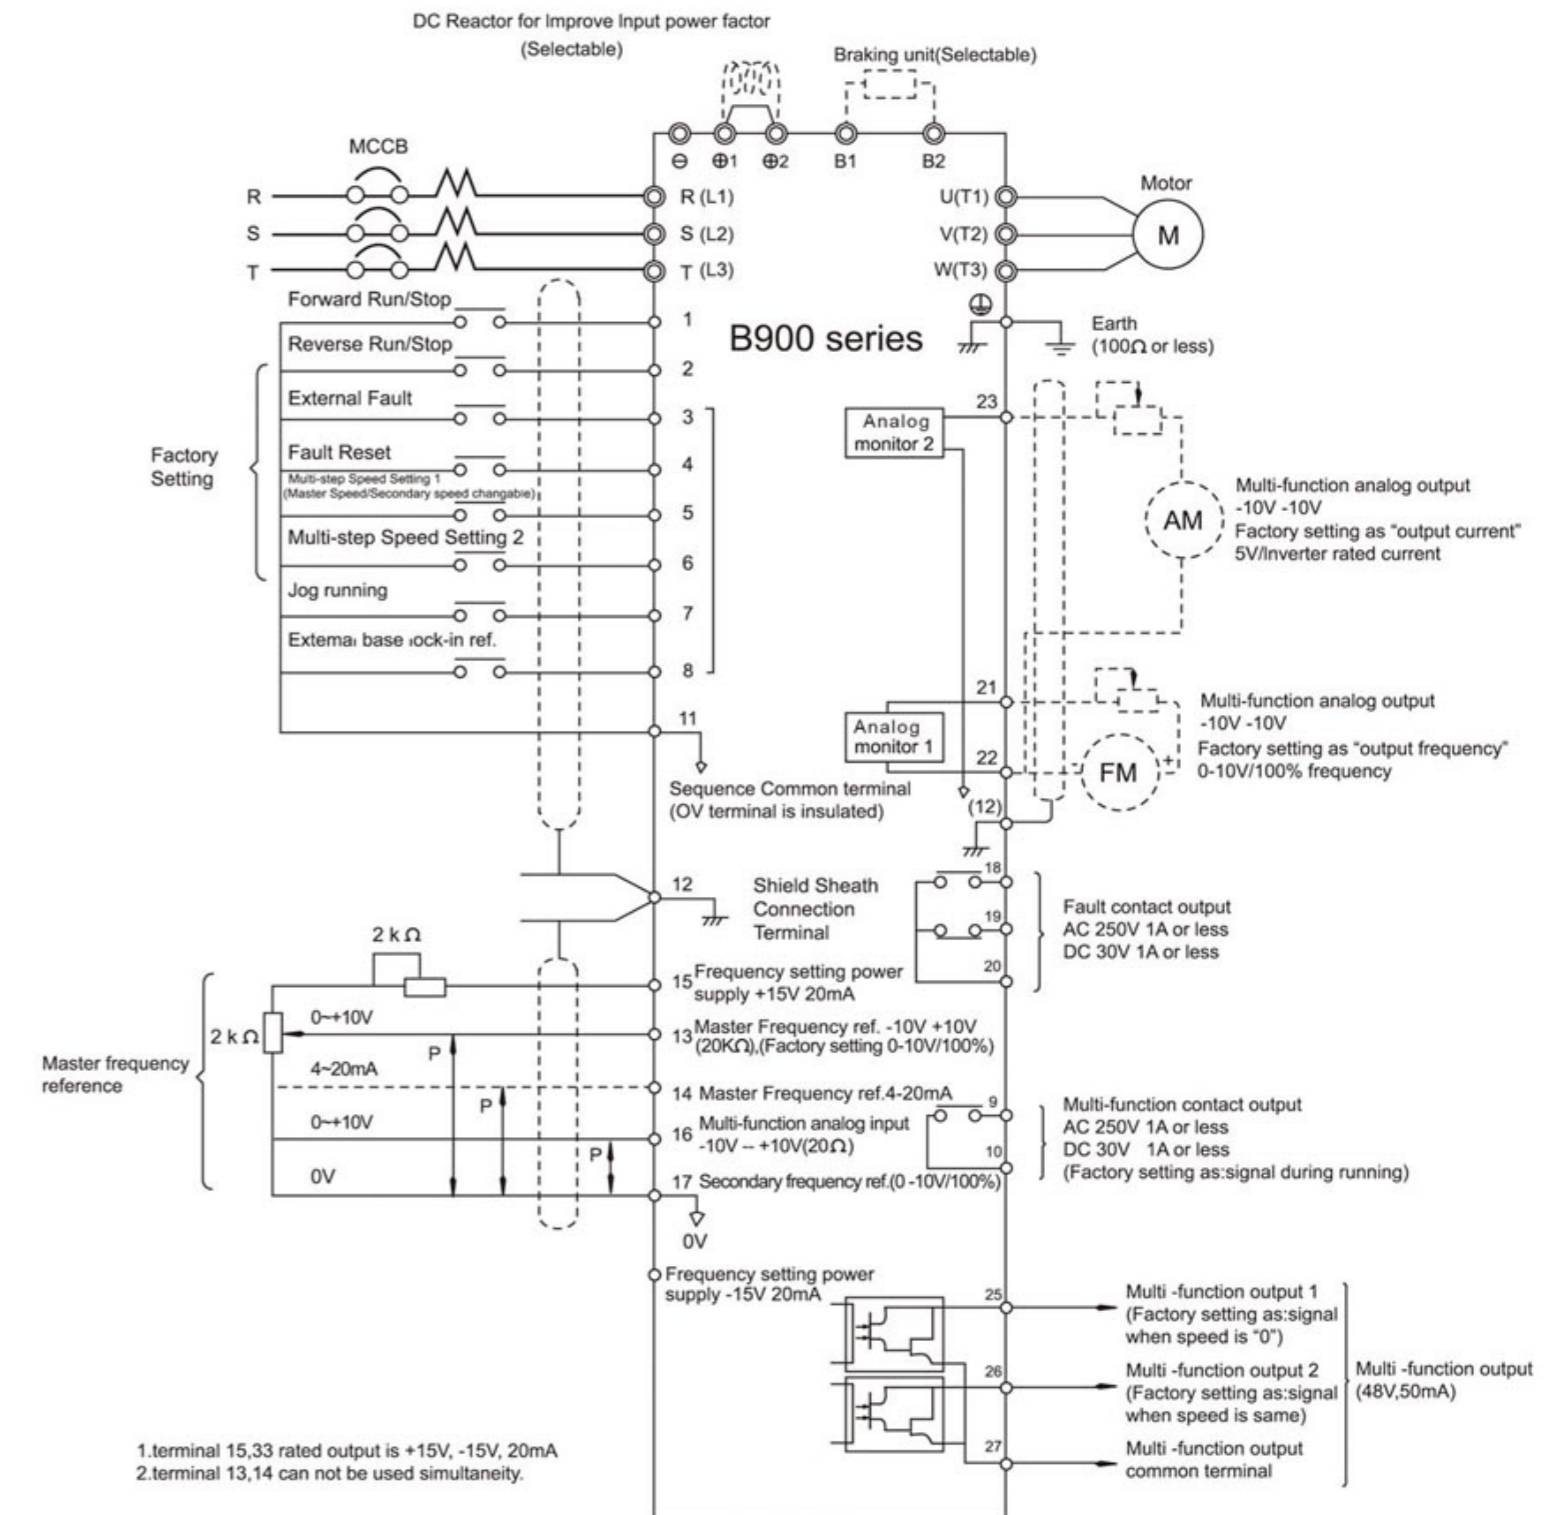 DC Reactor for Improve Input power factor
(Selectable)
Braking unit(Selectable)
MCCB
⊖
⊕1
⊕2
B1
B2
R
R (L1)
S
S (L2)
T
T (L3)
U(T1)
V(T2)
W(T3)
Motor
M
B900 series
Earth
(100Ω or less)
Forward Run/Stop
1
Reverse Run/Stop
2
External Fault
3
Fault Reset
4
Multi-step Speed Setting 1
(Master Speed/Secondary speed changable)
5
Multi-step Speed Setting 2
6
Jog running
7
base ock-in ref.
8
Factory
Setting
11
Sequence Common terminal
(OV terminal is insulated)
23
Analog
monitor 2
AM
Multi-function analog output
-10V -10V
Factory setting as “output current”
5V/Inverter rated current
21
Analog
monitor 1
22
FM
- +
Multi-function analog output
-10V -10V
Factory setting as “output frequency”
0-10V/100% frequency
(12)
12
Shield Sheath
Connection
Terminal
18
19
20
Fault contact output
AC 250V 1A or less
DC 30V 1A or less
2 k Ω
2 k Ω
Master frequency
reference
0~+10V
4~20mA
0~+10V
0V
P
P
P
15 Frequency setting power
supply +15V 20mA
13 Master Frequency ref. -10V +10V
(20KΩ),(Factory setting 0-10V/100%)
14 Master Frequency ref.4-20mA
16 Multi-function analog input
-10V -- +10V(20Ω)
17 Secondary frequency ref.(0 -10V/100%)
0V
Frequency setting power
supply -15V 20mA
9
10
Multi-function contact output
AC 250V 1A or less
DC 30V 1A or less
(Factory setting as:signal during running)
25
Multi -function output 1
(Factory setting as:signal
when speed is “0”)
26
Multi -function output 2
(Factory setting as:signal
when speed is same)
27
Multi -function output
common terminal
Multi -function output
(48V,50mA)
1.terminal 15,33 rated output is +15V, -15V, 20mA
2.terminal 13,14 can not be used simultaneity.